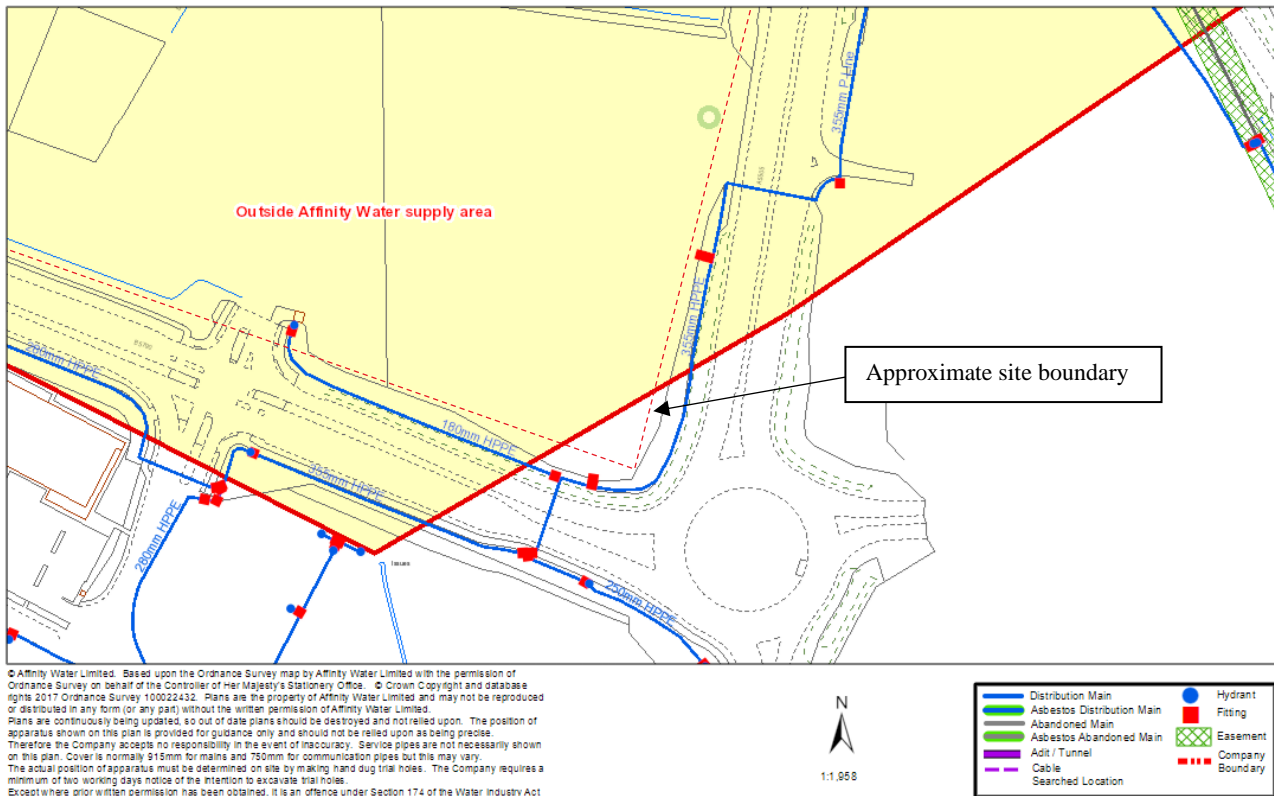 355mm P Line
A5505
Outside Affinity Water supply area
355mm HPPE
B5700
280mm HPPE
Approximate site boundary
180mm HPPE
355mm HPPE
280mm HPPE
Issues
250mm HPPE
© Affinity Water Limited. Based upon the Ordnance Survey map by Affinity Water Limited with the permission of
Ordnance Survey on behalf of the Controller of Her Majesty's Stationery Office. © Crown Copyright and database
rights 2017 Ordnance Survey 100022432. Plans are the property of Affinity Water Limited and may not be reproduced
or distributed in any form (or any part) without the written permission of Affinity Water Limited.
Plans are continuously being updated, so out of date plans should be destroyed and not relied upon. The position of
apparatus shown on this plan is provided for guidance only and should not be relied upon as being precise.
Therefore the Company accepts no responsibility in the event of inaccuracy. Service pipes are not necessarily shown
on this plan. Cover is normally 915mm for mains and 750mm for communication pipes but this may vary.
The actual position of apparatus must be determined on site by making hand dug trial holes. The Company requires a
minimum of two working days notice of the intention to excavate trial holes.
Except where prior written permission has been obtained, it is an offence under Section 174 of the Water Industry Act
N
1:1,958
Distribution Main
Asbestos Distribution Main
Abandoned Main
Asbestos Abandoned Main
Adit / Tunnel
Cable
Searched Location
Hydrant
Fitting
Easement
Company
Boundary